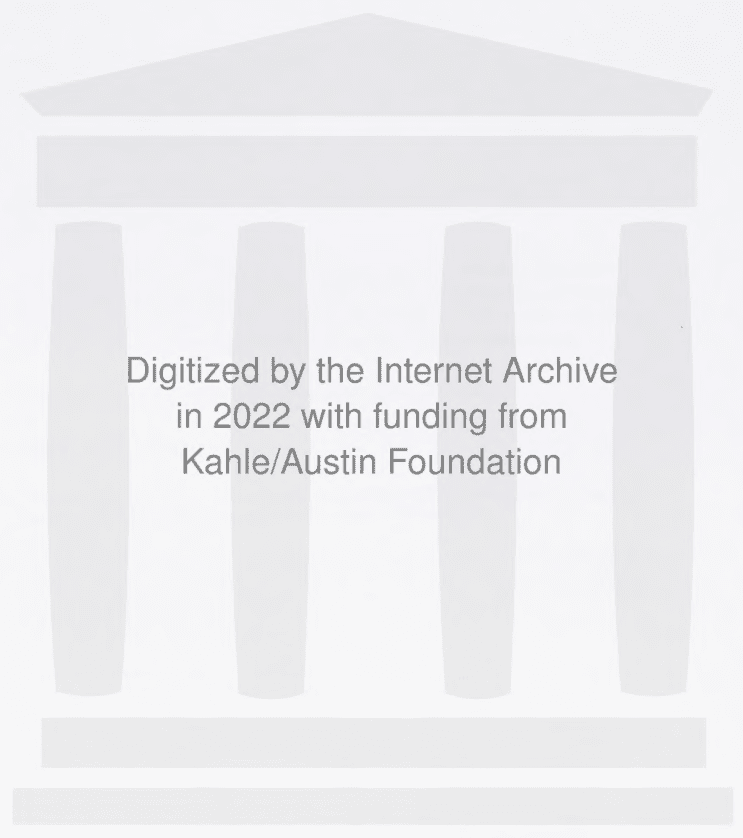 Digitized by the Internet Archive
in 2022 with funding from
Kahle/Austin Foundation